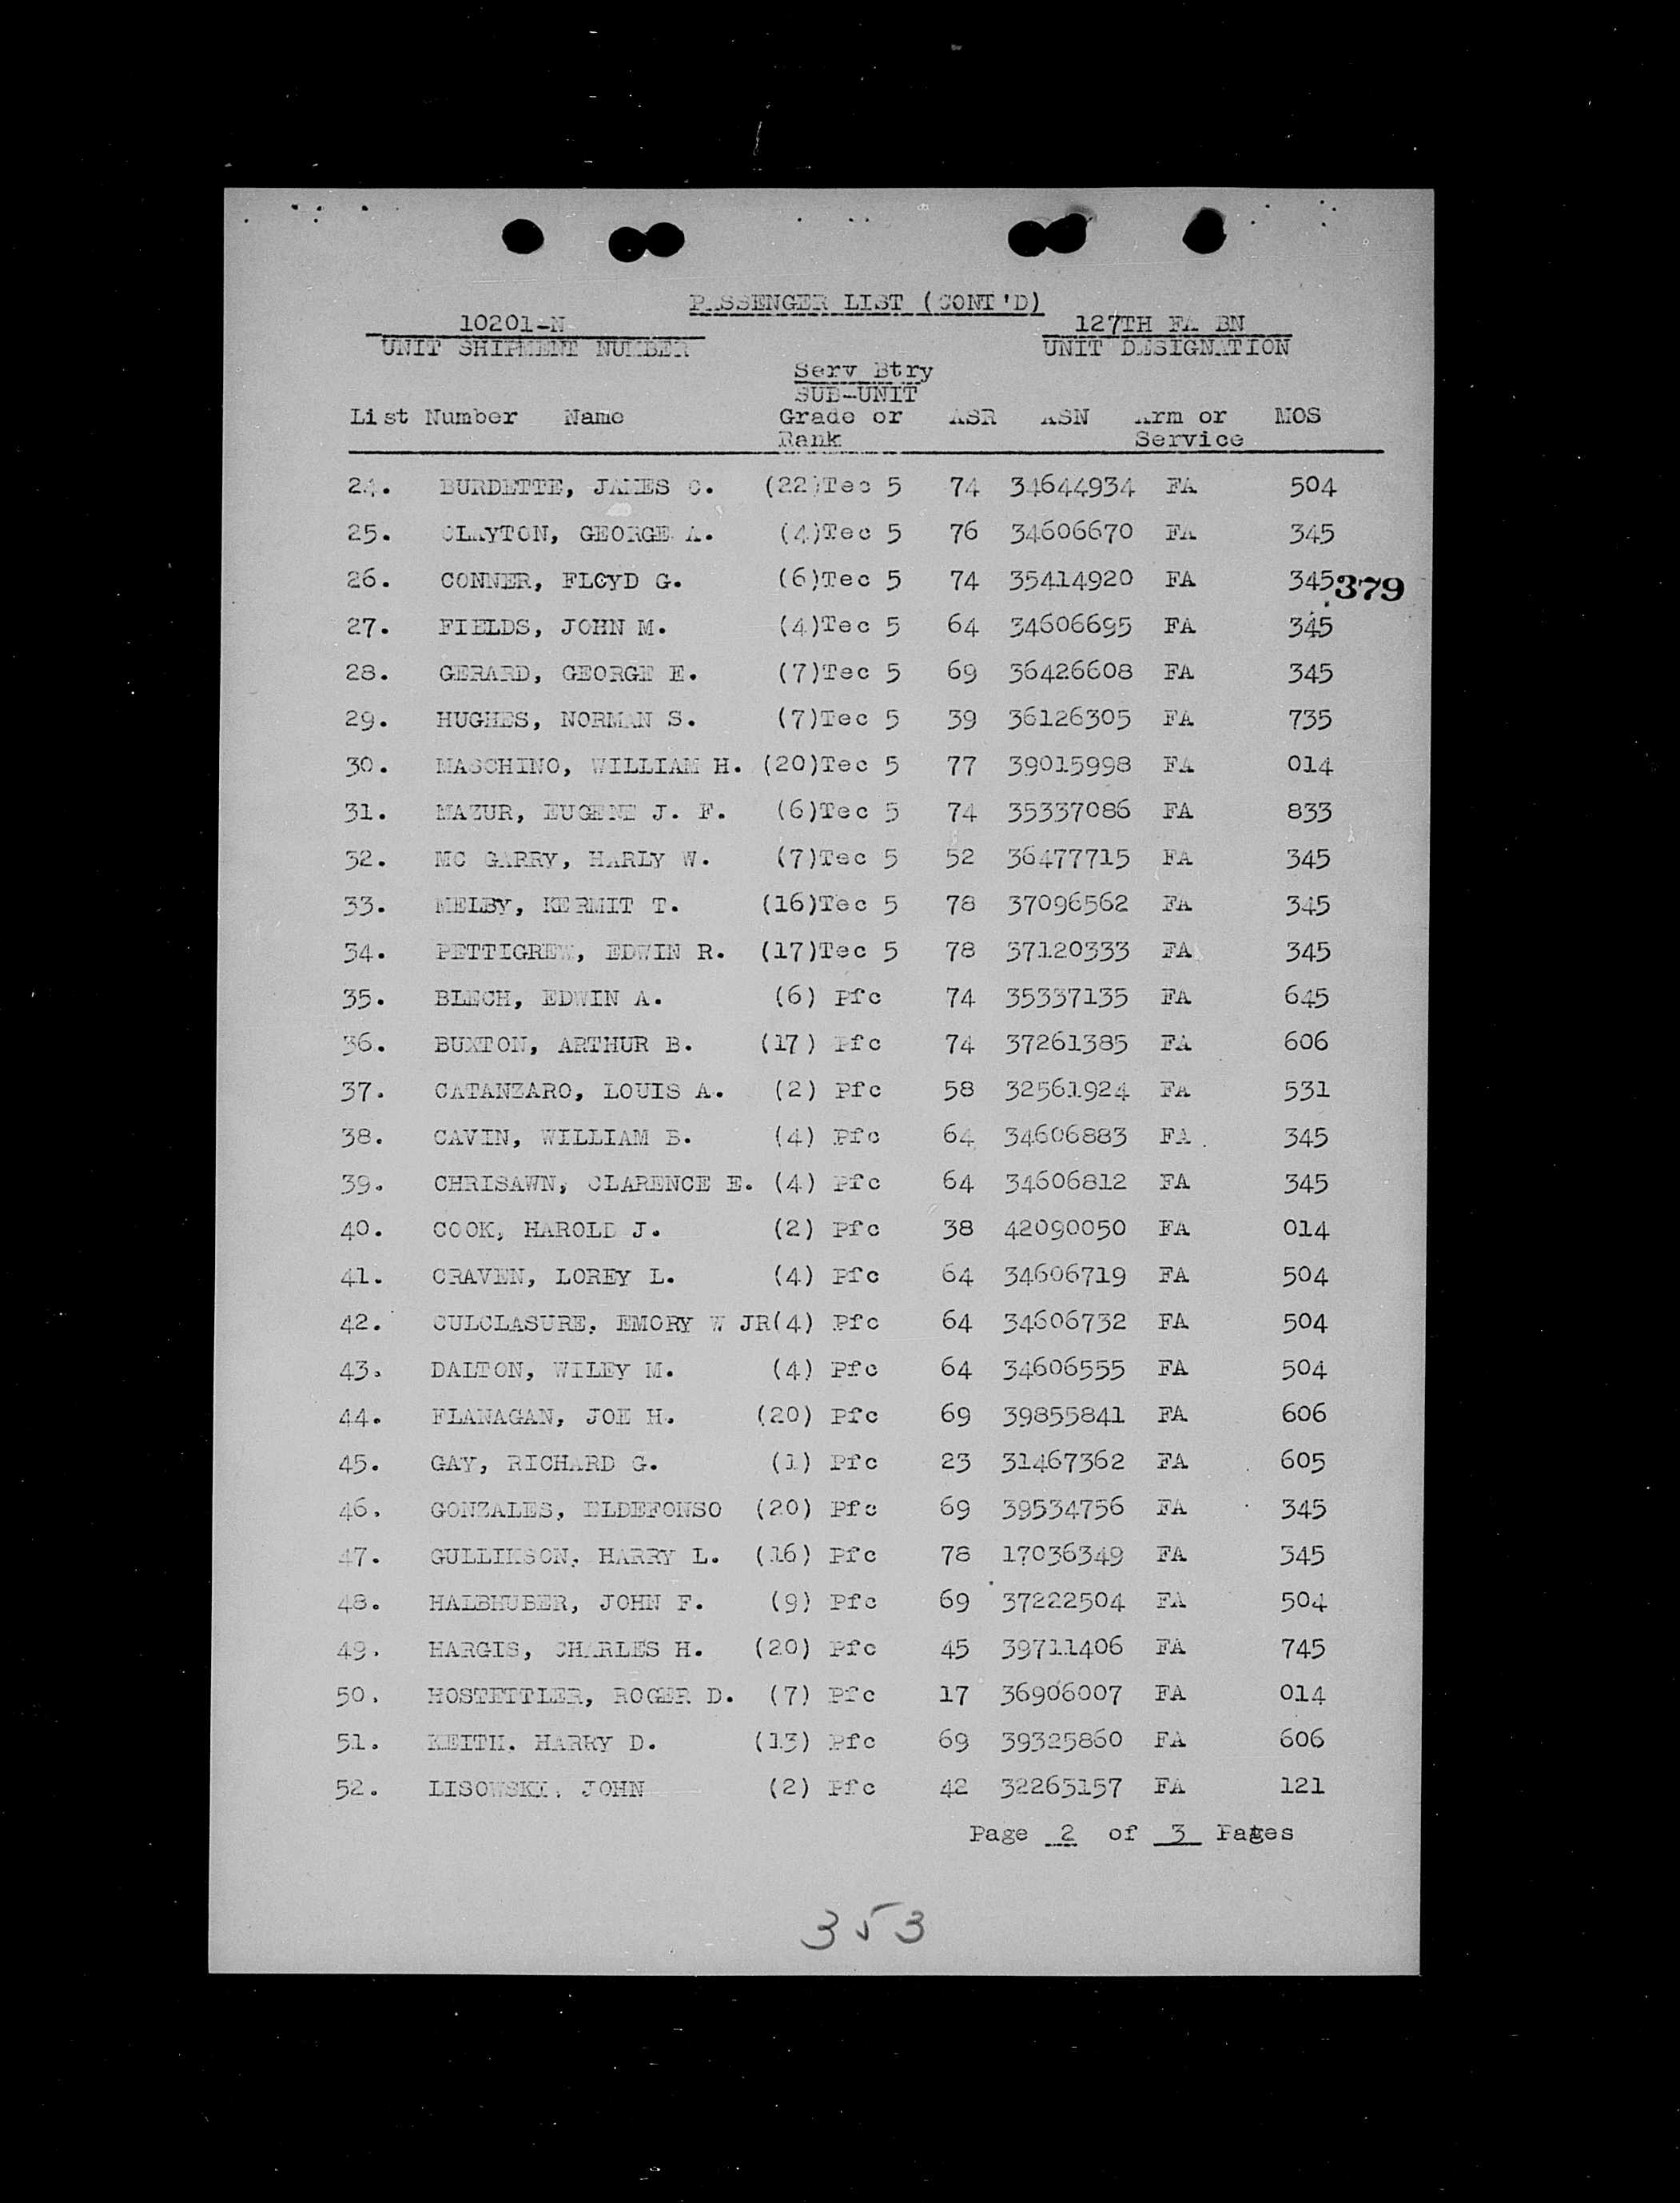 PASSENGER LIST (CONT'D)
10201-N 127TH FA BN
UNIT SHIPMENT NUMBER UNIT DESIGNATION
Serv Btry
SUB-UNIT
List Number Name Grade or ASR ASN Arm or MOS
Rank Service
24. BURDETTE, JAMES C. (22)Tec 5 74 34644934 FA 504
25. CLAYTON, GEORGE A. (4)Tec 5 76 34606670 FA 345
26. CONNER, FLOYD G. (6)Tec 5 74 35414920 FA 345 379
27. FIELDS, JOHN M. (4)Tec 5 64 34606695 FA 345
28. GERARD, GEORGE E. (7)Tec 5 69 36426608 FA 345
29. HUGHES, NORMAN S. (7)Tec 5 39 36126305 FA 735
30. MASCHINO, WILLIAM H. (20)Tec 5 77 39015998 FA 014
31. MAZUR, EUGENE J. F. (6)Tec 5 74 35337086 FA 833
32. MC GARRY, HARLY W. (7)Tec 5 52 36477715 FA 345
33. MELBY, KERMIT T. (16)Tec 5 78 37096562 FA 345
34. PETTIGREW, EDWIN R. (17)Tec 5 78 37120333 FA 345
35. BLECH, EDWIN A. (6) Pfc 74 35337135 FA 645
36. BUXTON, ARTHUR B. (17) Pfc 74 37261385 FA 606
37. CATANZARO, LOUIS A. (2) Pfc 58 32561924 FA 531
38. CAVIN, WILLIAM B. (4) Pfc 64 34606883 FA 345
39. CHRISAWN, CLARENCE E. (4) Pfc 64 34606812 FA 345
40. COOK, HAROLD J. (2) Pfc 38 42090050 FA 014
41. CRAVEN, LOREY L. (4) Pfc 64 34606719 FA 504
42. CULCLASURE, EMORY W JR(4) Pfc 64 34606732 FA 504
43. DALTON, WILEY M. (4) Pfc 64 34606555 FA 504
44. FLANAGAN, JOE H. (20) Pfc 69 39855841 FA 606
45. GAY, RICHARD G. (1) Pfc 23 31467362 FA 605
46. GONZALES, ILDEFONSO (20) Pfc 69 39534756 FA 345
47. GULLIKSON, HARRY L. (16) Pfc 78 17036349 FA 345
48. HALBHUBER, JOHN F. (9) Pfc 69 37222504 FA 504
49. HARGIS, CHARLES H. (20) Pfc 45 39711406 FA 745
50. HOSTETTLER, ROGER D. (7) Pfc 17 36906007 FA 014
51. KEITH. HARRY D. (13) Pfc 69 39325860 FA 606
52. LISOWSKI, JOHN (2) Pfc 42 32265157 FA 121
Page 2 of 3 Pages
353